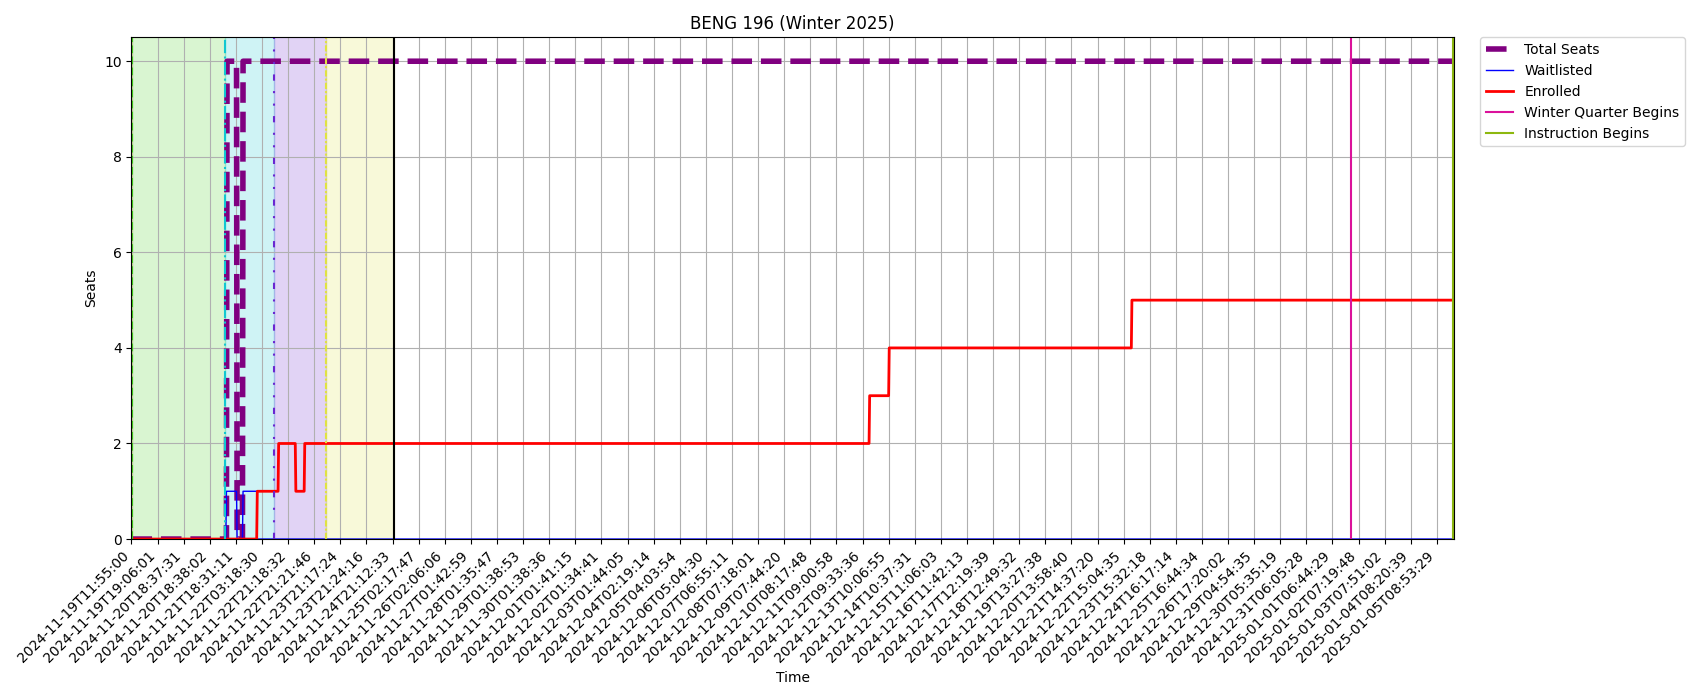 BENG 196 (Winter 2025)
10
8
6
4
2
0
Seats
Total Seats
Waitlisted
Enrolled
Winter Quarter Begins
Instruction Begins
2024-11-19T11:55:00
2024-11-19T19:06:01
2024-11-20T18:37:31
2024-11-20T18:38:02
2024-11-21T18:31:11
2024-11-22T03:18:30
2024-11-22T21:18:32
2024-11-22T21:21:46
2024-11-23T21:17:24
2024-11-23T21:24:16
2024-11-24T21:12:33
2024-11-25T02:17:47
2024-11-26T02:06:06
2024-11-27T01:42:59
2024-11-28T01:35:47
2024-11-29T01:38:53
2024-11-30T01:38:36
2024-12-01T01:41:15
2024-12-02T01:34:41
2024-12-03T01:44:05
2024-12-04T02:19:14
2024-12-05T04:03:54
2024-12-06T05:04:30
2024-12-07T06:55:11
2024-12-08T07:18:01
2024-12-09T07:44:20
2024-12-10T08:17:48
2024-12-11T09:00:58
2024-12-12T09:33:36
2024-12-13T10:06:55
2024-12-14T10:37:31
2024-12-15T11:06:03
2024-12-16T11:42:13
2024-12-17T12:19:39
2024-12-18T12:49:32
2024-12-19T13:27:38
2024-12-20T13:58:40
2024-12-21T14:37:20
2024-12-22T15:04:35
2024-12-23T15:32:18
2024-12-24T16:17:14
2024-12-25T16:44:34
2024-12-26T17:20:02
2024-12-29T04:54:35
2024-12-30T05:35:19
2024-12-31T06:05:28
2025-01-01T06:44:29
2025-01-02T07:19:48
2025-01-03T07:51:02
2025-01-04T08:20:39
2025-01-05T08:53:29
Time